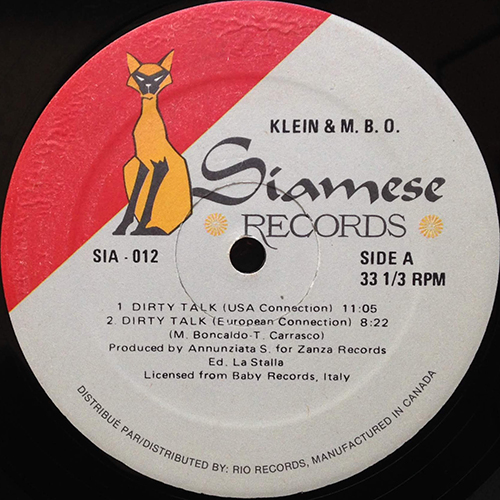 KLEIN & M. B. O.
Siamese
RECORDS
SIA - 012
SIDE A
33 1/3 RPM
1 DIRTY TALK (USA Connection) 11:05
2. DIRTY TALK (European Connection) 8:22
(M. Boncaldo-T. Carrasco)
Produced by Annunziata S. for Zanza Records
Ed. La Stalla
Licensed from Baby Records, Italy
DISTRIBUÉ PAR/DISTRIBUTED BY: RIO RECORDS, MANUFACTURED IN CANADA